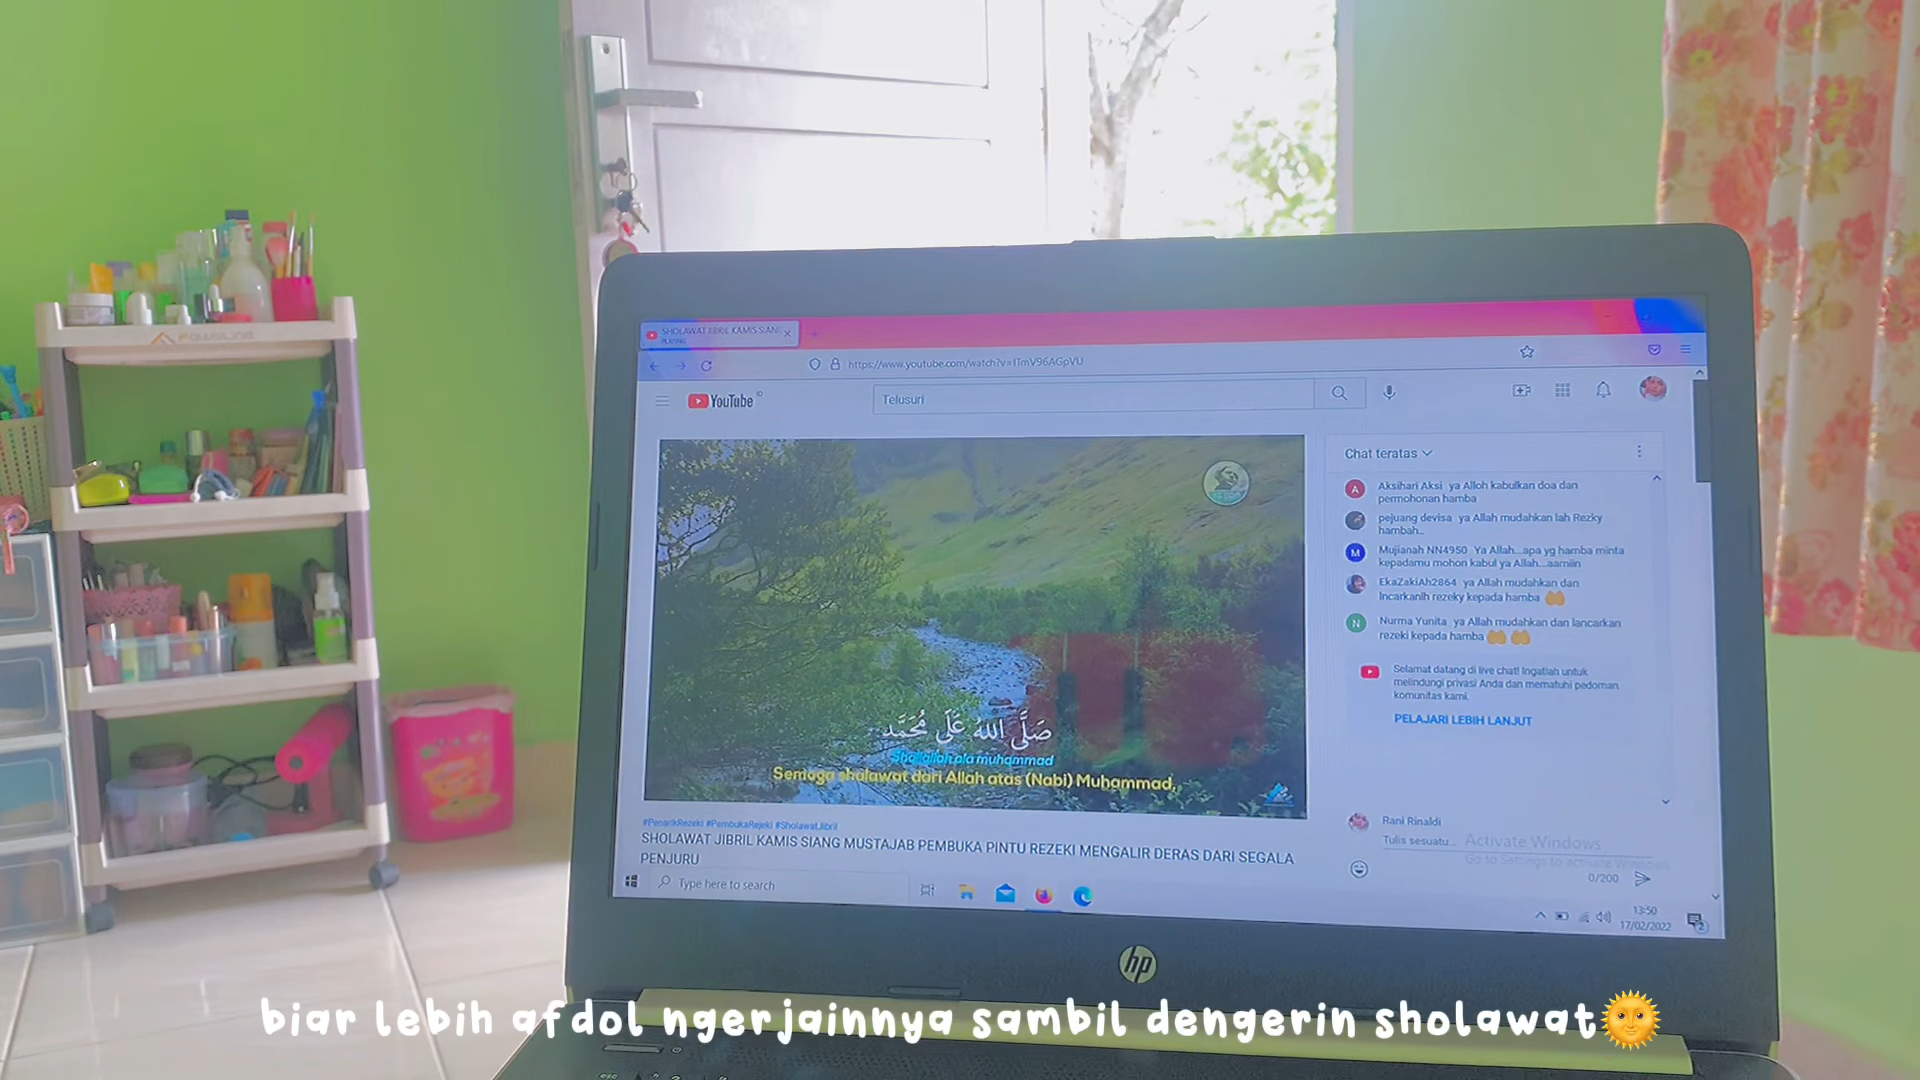 SHOLAWAT JIBRIL KAMIS SIANG
PLAYING
https://www.youtube.com/watch?v=ITmV96AGpVU
YouTube ID
Telusuri
Chat teratas
A
Aksihari Aksi ya Alloh kabulkan doa dan
permohonan hamba
pejuang devisa ya Allah mudahkan lah Rezky
hambah..
M
Mujianah NN4950 Ya Allah...apa yg hamba minta
kepadamu mohon kabul ya Allah...aamiin
EkaZakiAh2864 ya Allah mudahkan dan
lncarkanlh rezeky kepada hamba 🤲
N
Nurma Yunita ya Allah mudahkan dan lancarkan
rezeki kepada hamba 🤲 🤲
Selamat datang di live chat! Ingatlah untuk
melindungi privasi Anda dan mematuhi pedoman
komunitas kami.
PELAJARI LEBIH LANJUT
صَلَّى اللهُ عَلَى مُحَمَّد
Shallallah ala muhammad
Semoga shalawat dari Allah atas (Nabi) Muhammad,
#PenarikRezeki #PembukaRejeki #SholawatJibril
SHOLAWAT JIBRIL KAMIS SIANG MUSTAJAB PEMBUKA PINTU REZEKI MENGALIR DERAS DARI SEGALA
PENJURU
Rani Rinaldi
Tulis sesuatu...
Activate Windows
Go to Settings to activate Windows.
0/200
Type here to search
13:50
17/02/2022
2
hp
biar lebih afdol ngerjainnya sambil dengerin sholawat🌞
esc